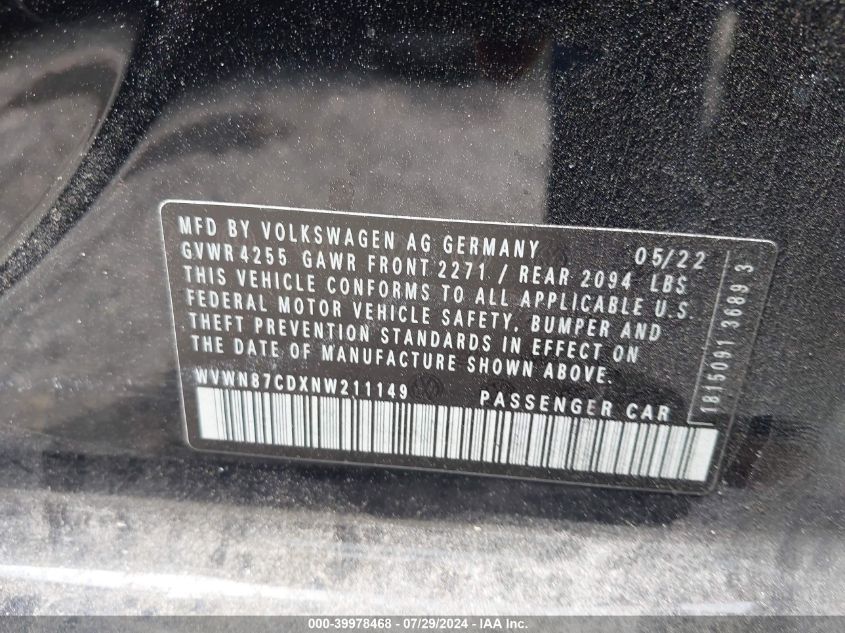 MFD BY VOLKSWAGEN AG GERMANY 05/22
GVWR 4255 GAWR FRONT 2271 / REAR 2094 LBS
THIS VEHICLE CONFORMS TO ALL APPLICABLE U.S.
FEDERAL MOTOR VEHICLE SAFETY, BUMPER AND
THEFT PREVENTION STANDARDS IN EFFECT ON
THE DATE OF MANUFACTURE SHOWN ABOVE.
WVWN87CDXNW211149 PASSENGER CAR
1815091 36893
000-39978468 - 07/29/2024 - IAA Inc.